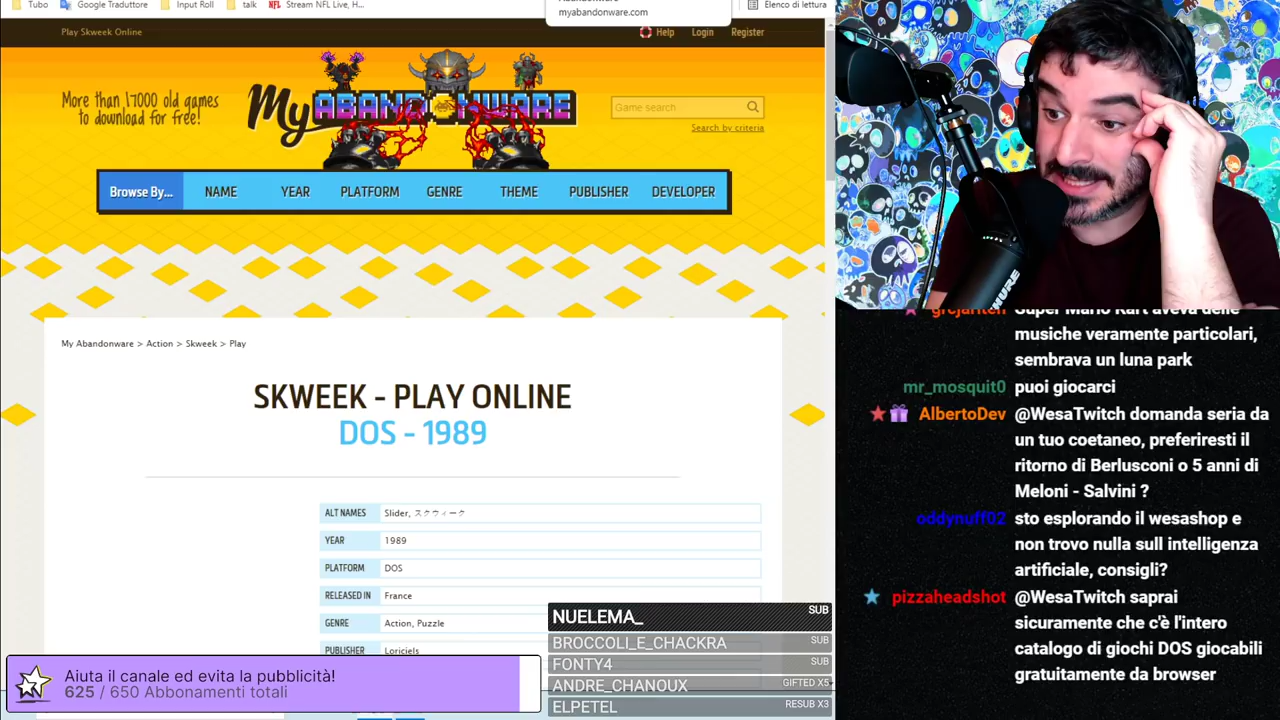 Tubo
Google Traduttore
Input Roll
talk
Stream NFL Live, H...
myabandonware.com
Elenco di lettura
Play Skweek Online
Help
Login
Register
More than 17000 old games
to download for free!
My ABANDONWARE
Game search
Search by criteria
Browse By...
NAME
YEAR
PLATFORM
GENRE
THEME
PUBLISHER
DEVELOPER
My Abandonware > Action > Skweek > Play
SKWEEK - PLAY ONLINE
DOS - 1989
ALT NAMES Slider, スクウィーク
YEAR 1989
PLATFORM DOS
RELEASED IN France
GENRE Action, Puzzle
PUBLISHER Loriciels
Aiuta il canale ed evita la pubblicità!
625 / 650 Abbonamenti totali
NUELEMA_ SUB
BROCCOLI_E_CHACKRA SUB
FONTY4 SUB
ANDRE_CHANOUX GIFTED X5
ELPETEL RESUB X3
Super Mario Kart aveva delle
musiche veramente particolari,
sembrava un luna park
mr_mosquit0 puoi giocarci
AlbertoDev @WesaTwitch domanda seria da
un tuo coetaneo, preferiresti il
ritorno di Berlusconi o 5 anni di
Meloni - Salvini ?
oddynuff02 sto esplorando il wesashop e
non trovo nulla sull intelligenza
artificiale, consigli?
pizzaheadshot @WesaTwitch saprai
sicuramente che c'è l'intero
catalogo di giochi DOS giocabili
gratuitamente da browser